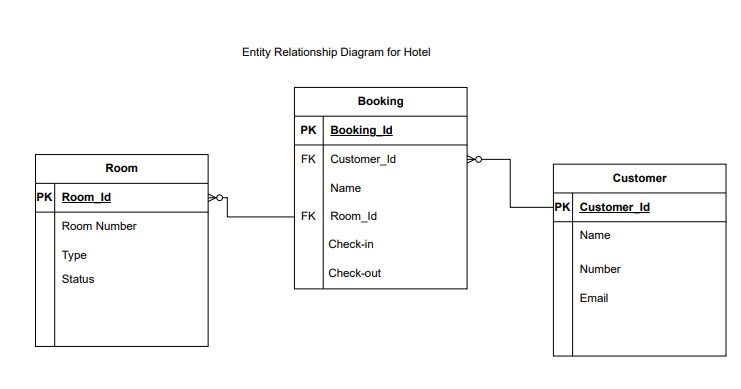 Entity Relationship Diagram for Hotel
Booking
PK Booking_Id
FK Customer_Id
Name
FK Room_Id
Check-in
Check-out
Room
PK Room_Id
Room Number
Type
Status
Customer
PK Customer_Id
Name
Number
Email